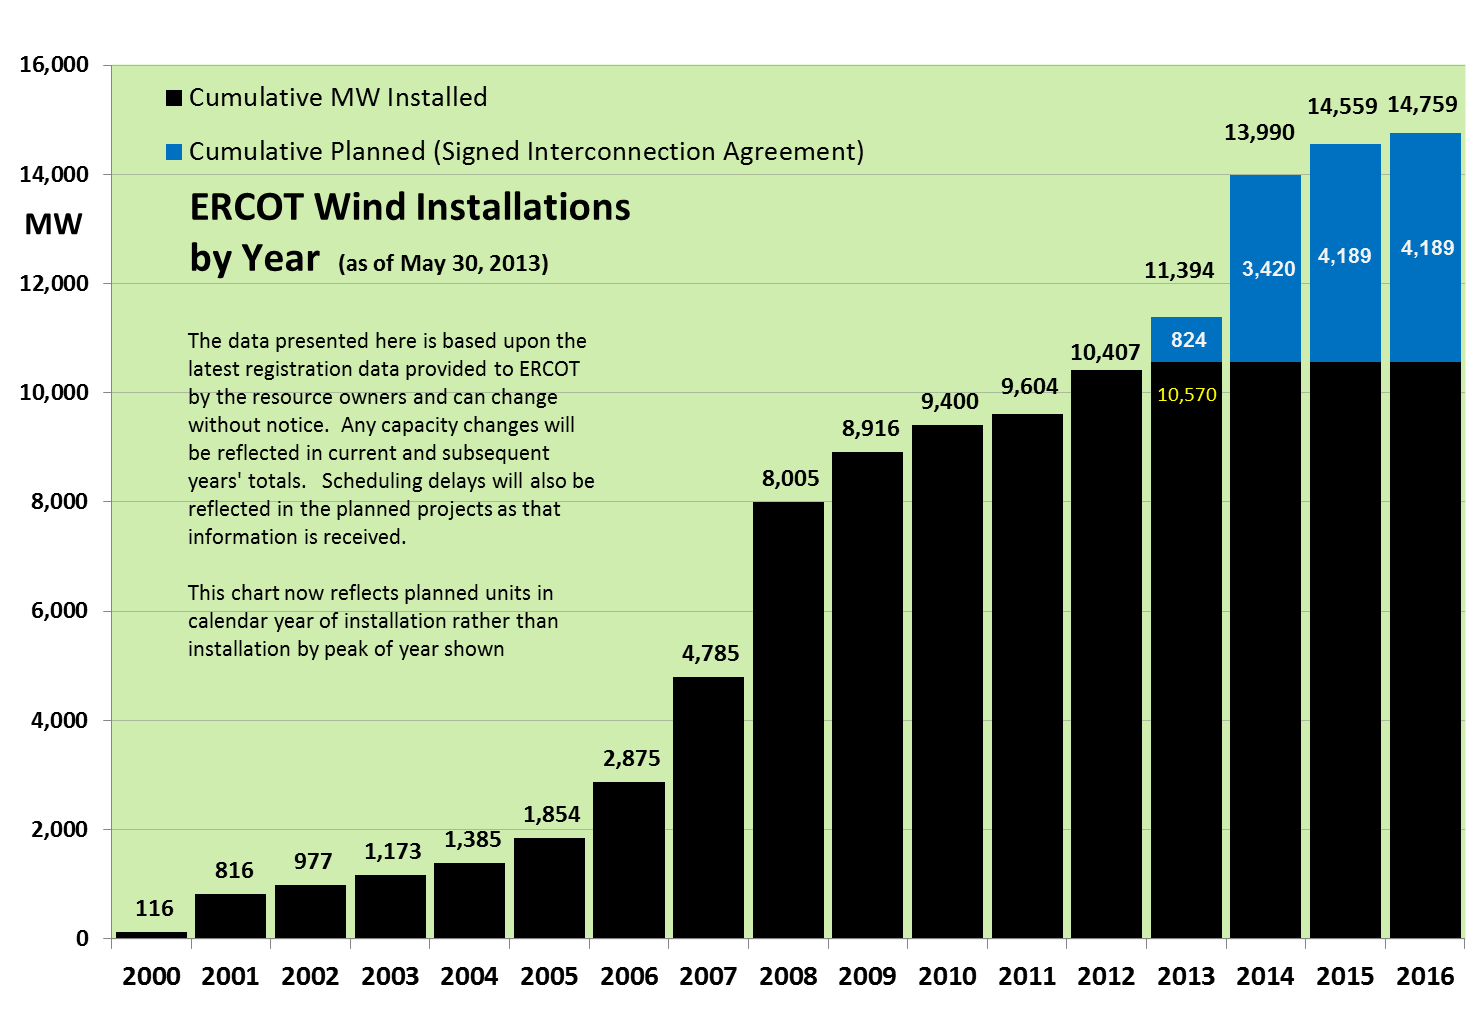 16,000
14,000
MW
12,000
10,000
8,000
6,000
4,000
2,000
0
Cumulative MW Installed
Cumulative Planned (Signed Interconnection Agreement)
ERCOT Wind Installations
by Year (as of May 30, 2013)
The data presented here is based upon the
latest registration data provided to ERCOT
by the resource owners and can change
without notice. Any capacity changes will
be reflected in current and subsequent
years' totals. Scheduling delays will also be
reflected in the planned projects as that
information is received.
This chart now reflects planned units in
calendar year of installation rather than
installation by peak of year shown
116
816
977
1,173
1,385
1,854
2,875
4,785
8,005
8,916
9,400
9,604
10,407
11,394
824
10,570
13,990
3,420
14,559
4,189
14,759
4,189
2000 2001 2002 2003 2004 2005 2006 2007 2008 2009 2010 2011 2012 2013 2014 2015 2016